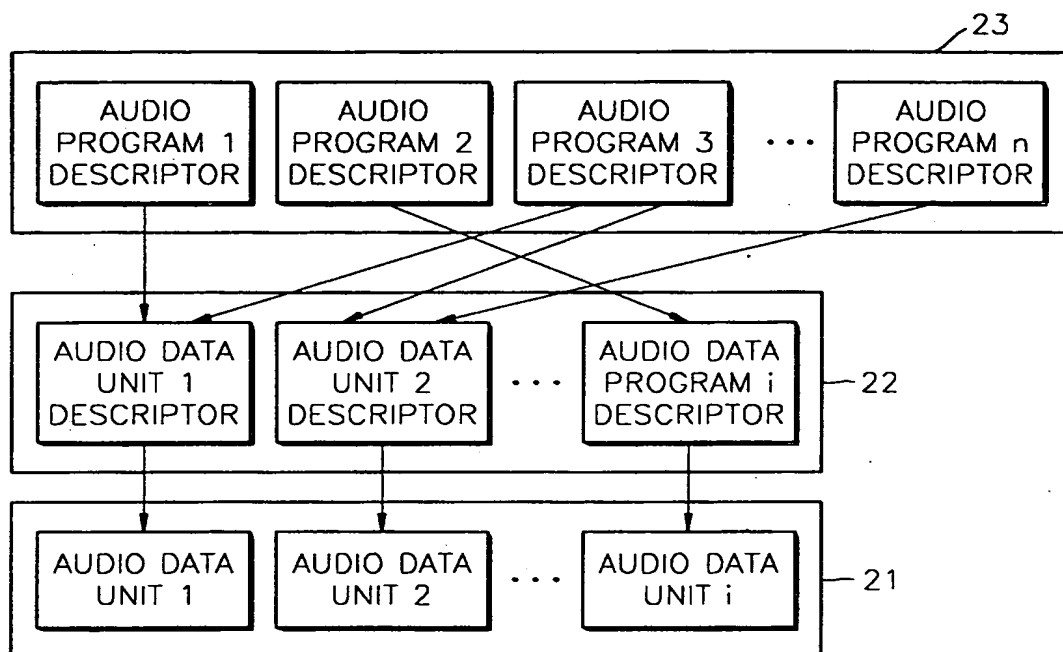 23
AUDIO PROGRAM 1 DESCRIPTOR
AUDIO PROGRAM 2 DESCRIPTOR
AUDIO PROGRAM 3 DESCRIPTOR
...
AUDIO PROGRAM n DESCRIPTOR
AUDIO DATA UNIT 1 DESCRIPTOR
AUDIO DATA UNIT 2 DESCRIPTOR
...
AUDIO DATA PROGRAM i DESCRIPTOR
22
AUDIO DATA UNIT 1
AUDIO DATA UNIT 2
...
AUDIO DATA UNIT i
21